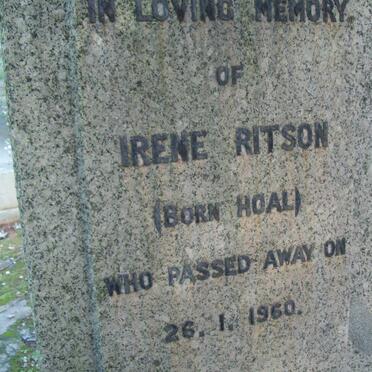 IN LOVING MEMORY
OF
IRENE RITSON
(BORN HOAL)
WHO PASSED AWAY ON
26. 1. 1960.